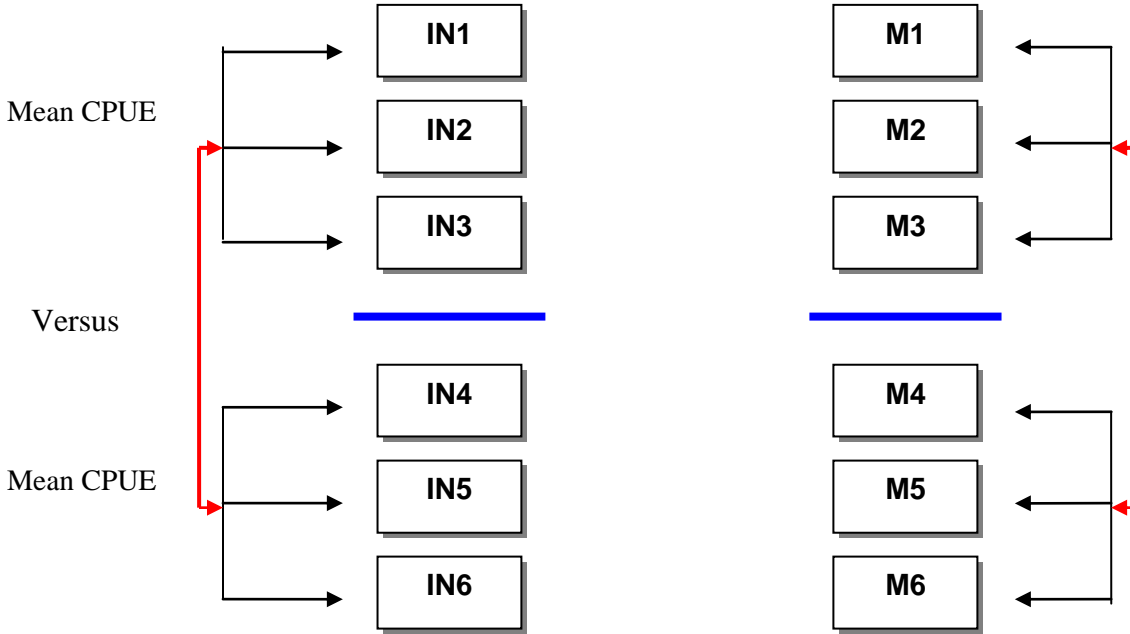 IN1
M1
Mean CPUE
IN2
M2
IN3
M3
Versus
IN4
M4
Mean CPUE
IN5
M5
IN6
M6